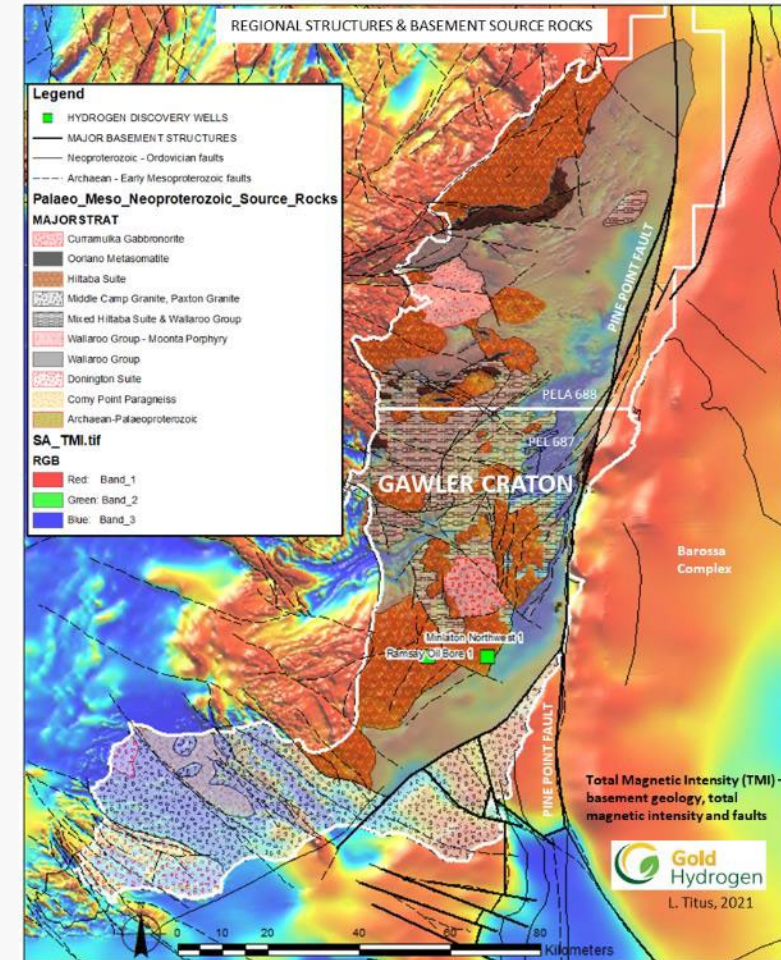 REGIONAL STRUCTURES & BASEMENT SOURCE ROCKS
Legend
HYDROGEN DISCOVERY WELLS
MAJOR BASEMENT STRUCTURES
Neoproterozoic - Ordovician faults
Archaean - Early Mesoproterozoic faults
Palaeo_Meso_Neoproterozoic_Source_Rocks
MAJORSTRAT
Curramulka Gabbronorite
Oorlano Metasomatite
Hiltaba Suite
Middle Camp Granite, Paxton Granite
Mixed Hiltaba Suite & Wallaroo Group
Wallaroo Group - Moonta Porphyry
Wallaroo Group
Donington Suite
Corny Point Paragneiss
Archaean-Palaeoproterozoic
SA_TMI.tif
RGB
Red: Band_1
Green: Band_2
Blue: Band_3
PINE POINT FAULT
PELA 688
PEL 687
GAWLER CRATON
Barossa
Complex
Minlaton Northwest 1
Ramsay Oil Bore 1
PINE POINT FAULT
Total Magnetic Intensity (TMI) -
basement geology, total
magnetic intensity and faults
Gold
Hydrogen
L. Titus, 2021
0 20 40 60 80
Kilometers